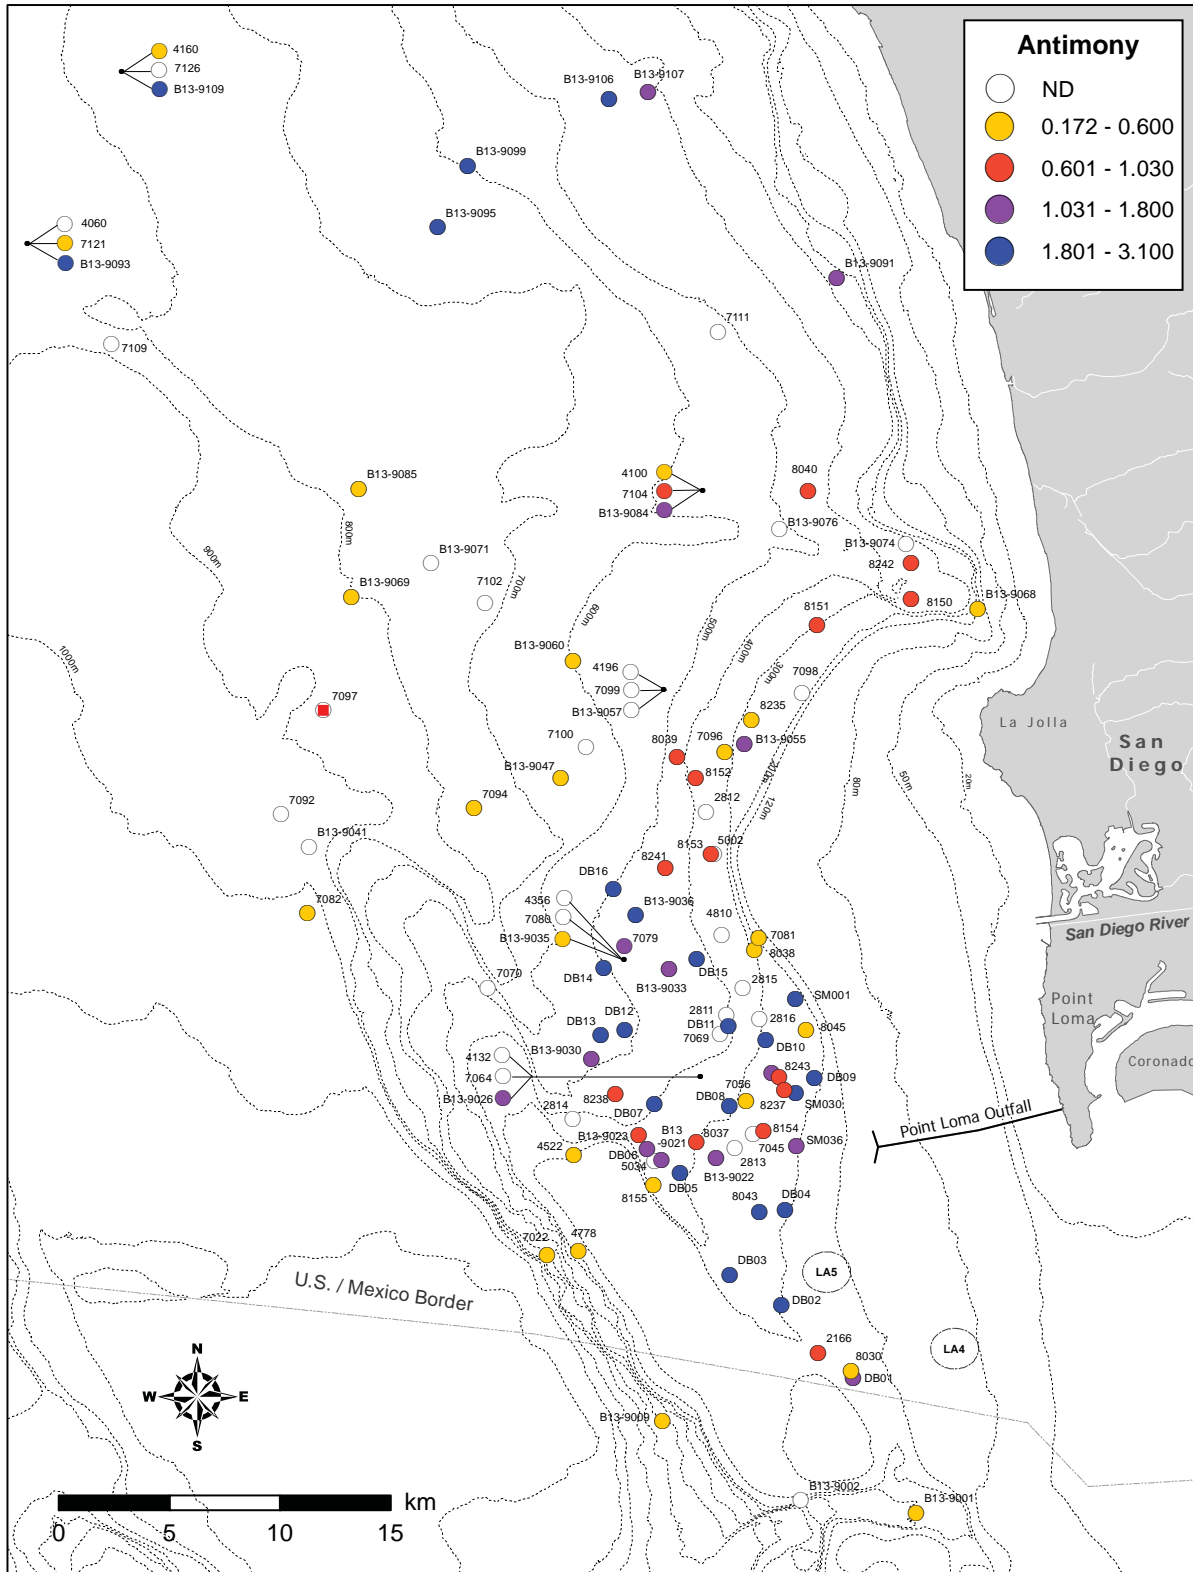 Antimony
ND
0.172 - 0.600
0.601 - 1.030
1.031 - 1.800
1.801 - 3.100
4160
7126
B13-9109
B13-9106
B13-9107
B13-9099
B13-9095
4060
7121
B13-9093
B13-9091
7111
7109
4100
7104
B13-9084
8040
B13-9085
800m
900m
B13-9076
B13-9074
8242
B13-9071
7102
700m
B13-9069
600m
500m
400m
300m
8150
B13-9068
8151
1000m
B13-9060
4196
7099
B13-9057
7098
7097
8235
La Jolla
San
Diego
7100
8039
7096
B13-9055
B13-9047
8152
200m
120m
80m
50m
20m
7094
2812
7092
B13-9041
8153
5002
8241
DB16
4356
7080
B13-9035
B13-9036
4810
7082
7079
7081
8038
San Diego River
DB14
B13-9033
DB15
7070
2815
SM001
Point
Loma
2811
DB11
7069
2816
8045
DB13
DB12
DB10
Coronado
4132
7064
B13-9026
B13-9030
8243
DB09
8238
7056
DB08
8237
SM030
2814
DB07
Point Loma Outfall
B13-9023
B13
-9021
8037
8154
SM036
4522
DB06
5034
7045
2813
B13-9022
8155
DB05
8043
DB04
7022
4778
DB03
LA5
U.S. / Mexico Border
DB02
2166
LA4
8030
DB01
N
W
E
S
B13-9009
B13-9002
B13-9001
km
0
5
10
15